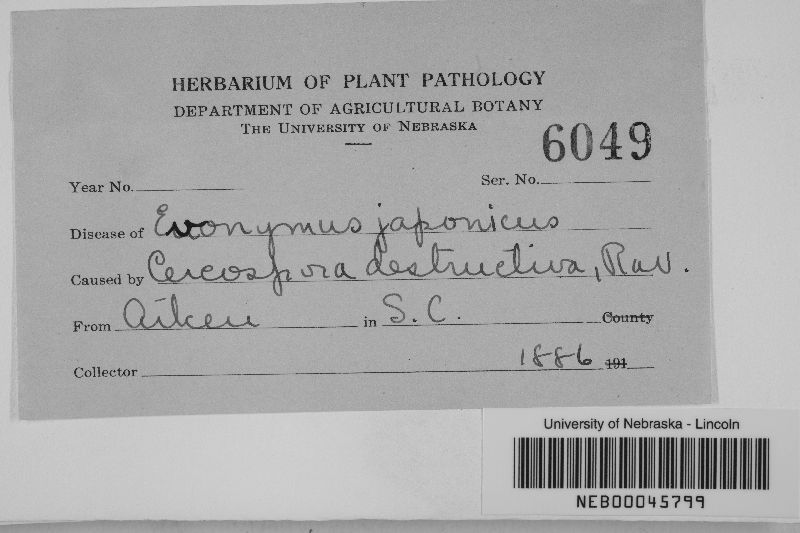 HERBARIUM OF PLANT PATHOLOGY
DEPARTMENT OF AGRICULTURAL BOTANY
THE UNIVERSITY OF NEBRASKA
6049
Year No. Ser. No.
Disease of Evonymus japonicus
Caused by Cercospora destructiva, Rav.
From Aiken in S.C. County
Collector 1886 191
University of Nebraska - Lincoln
NEB00045799